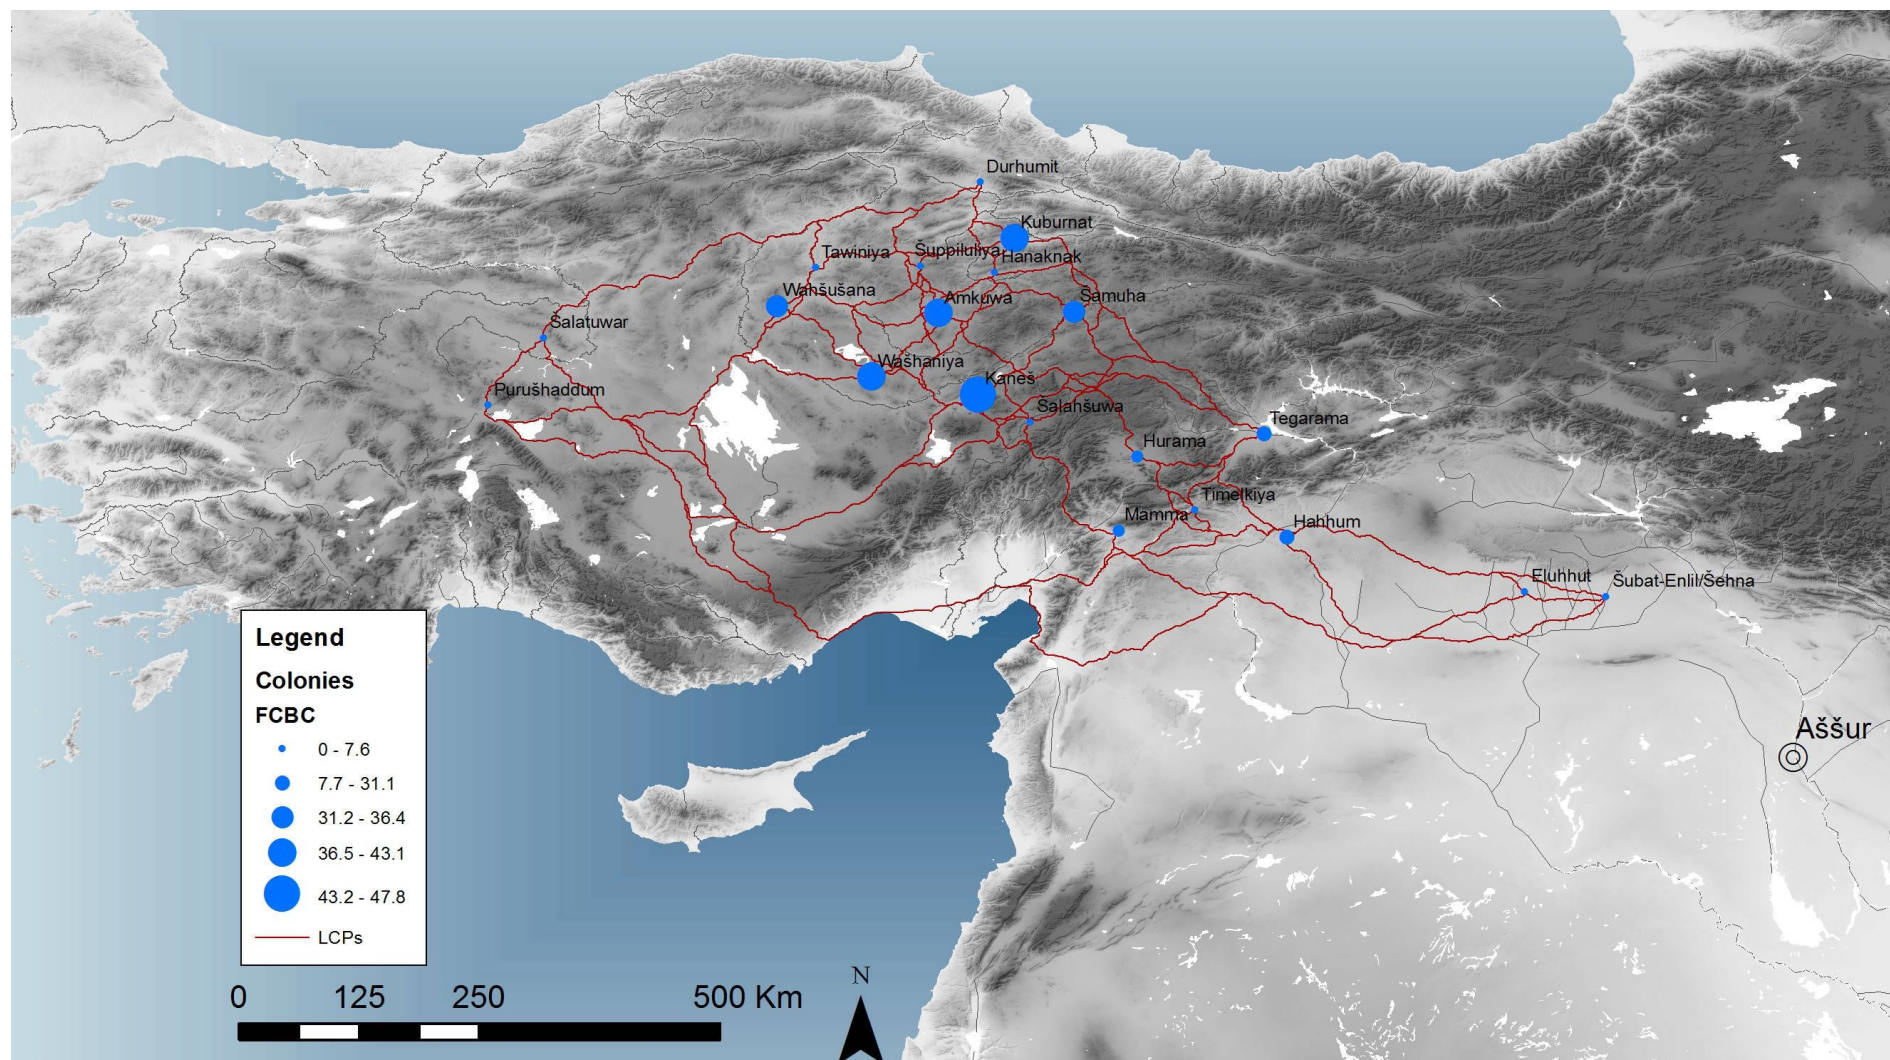 Durhumit
Kuburnat
Tawiniya
Šuppiluliya
Hanaknak
Wahšušana
Amkuwa
Šamuha
Šalatuwar
Wašhaniya
Kaneš
Purušhaddum
Šalahšuwa
Tegarama
Hurama
Timelkiya
Mamma
Hahhum
Eluhhut
Šubat-Enlil/Šehna
Aššur
Legend
Colonies
FCBC
0 - 7.6
7.7 - 31.1
31.2 - 36.4
36.5 - 43.1
43.2 - 47.8
LCPs
N
0 125 250 500 Km